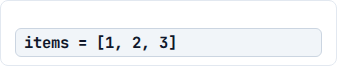 items = [1, 2, 3]